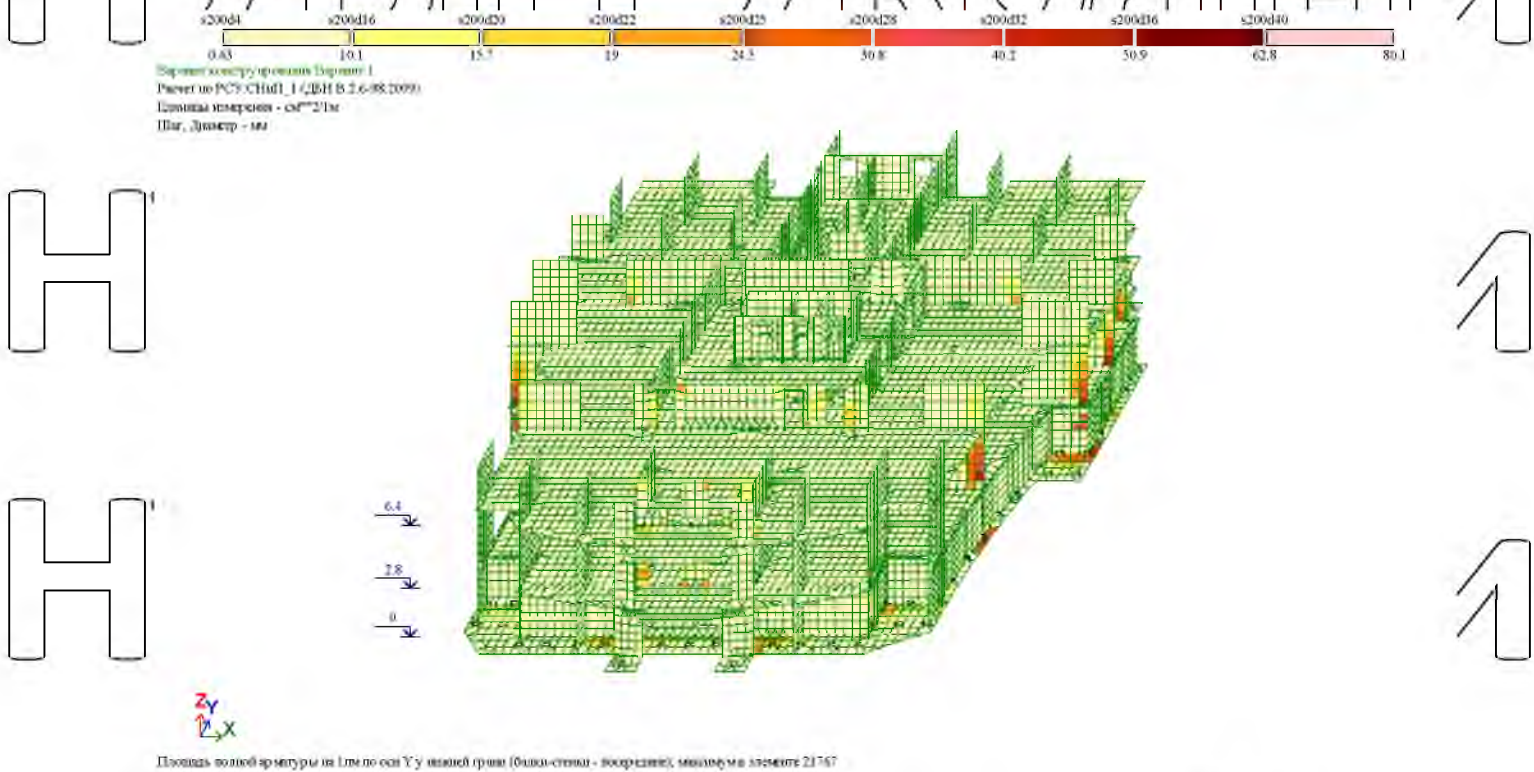 s200d4 s200d16 s200d20 s200d22 s200d25 s200d28 s200d32 s200d36 s200d40
0.63 10.1 15.7 19 24.5 30.8 40.2 50.9 62.8 80.1
Вариант конструирования Вариант 1
Расчет по РСУ СНиП_1 (ДБН В.2.6-98:2009)
Единицы измерения - см**2/1м
Шаг, Диаметр - мм
6.4
2.8
0
Z
Y
X
Площадь полной арматуры на 1пм по оси Y у нижней грани (балки-стенки - посредине); максимум в элементе 21767